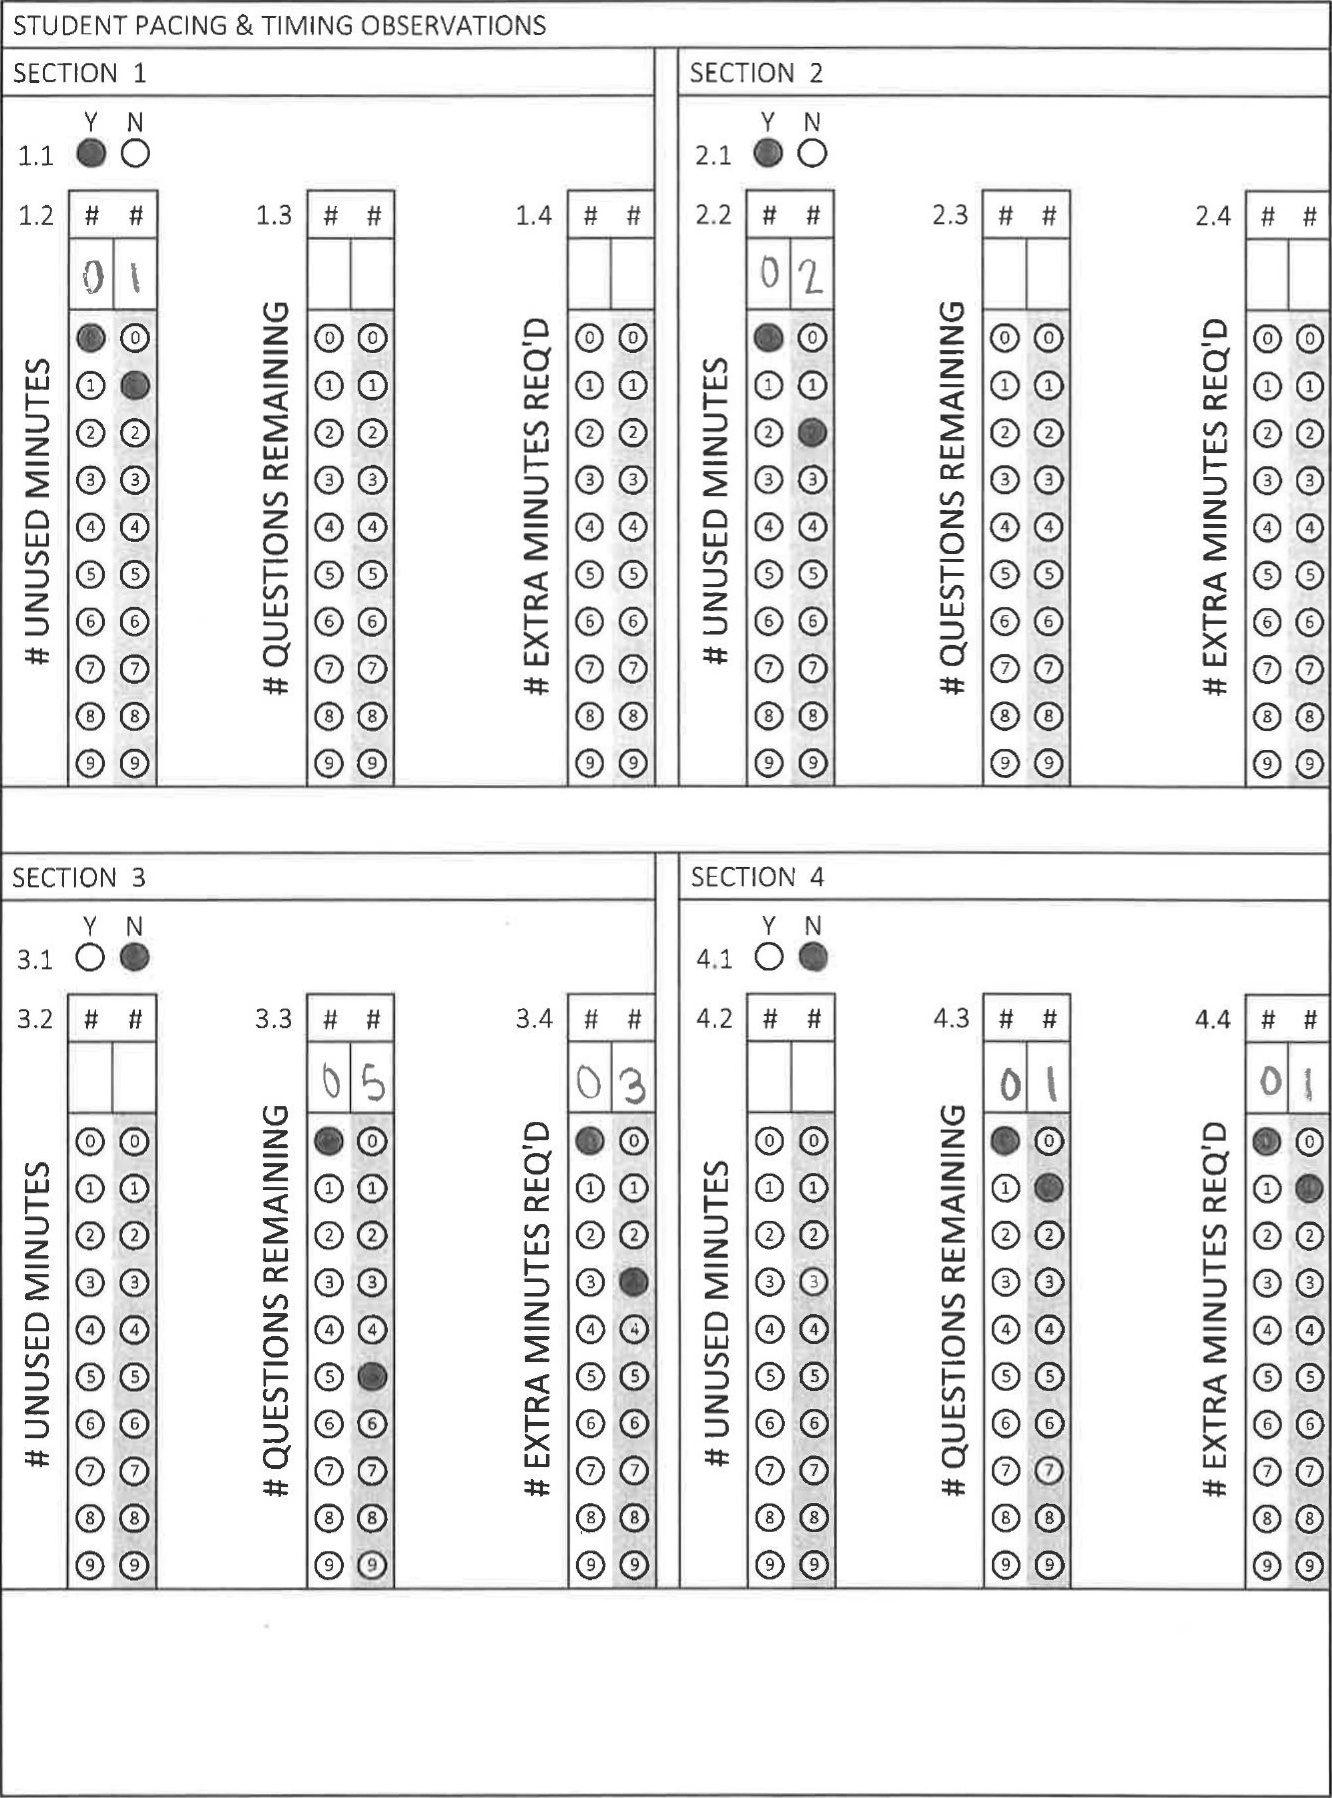 STUDENT PACING & TIMING OBSERVATIONS
SECTION 1
Y N
1.1
1.2 # # 1.3 # # 1.4 # #
0 1
# UNUSED MINUTES
# QUESTIONS REMAINING
# EXTRA MINUTES REQ'D
0 0 0 0 0
1 1 1 1 1
2 2 2 2 2 2
3 3 3 3 3 3
4 4 4 4 4 4
5 5 5 5 5 5
6 6 6 6 6 6
7 7 7 7 7 7
8 8 8 8 8 8
9 9 9 9 9 9
SECTION 2
Y N
2.1
2.2 # # 2.3 # # 2.4 # #
0 2
# UNUSED MINUTES
# QUESTIONS REMAINING
# EXTRA MINUTES REQ'D
0 0 0 0 0
1 1 1 1 1 1
2 2 2 2 2
3 3 3 3 3 3
4 4 4 4 4 4
5 5 5 5 5 5
6 6 6 6 6 6
7 7 7 7 7 7
8 8 8 8 8 8
9 9 9 9 9 9
SECTION 3
Y N
3.1
3.2 # # 3.3 # # 3.4 # #
0 5 0 3
# UNUSED MINUTES
# QUESTIONS REMAINING
# EXTRA MINUTES REQ'D
0 0 0 0
1 1 1 1 1 1
2 2 2 2 2 2
3 3 3 3 3
4 4 4 4 4 4
5 5 5 5 5
6 6 6 6 6 6
7 7 7 7 7 7
8 8 8 8 8 8
9 9 9 9 9 9
SECTION 4
Y N
4.1
4.2 # # 4.3 # # 4.4 # #
0 1 0 1
# UNUSED MINUTES
# QUESTIONS REMAINING
# EXTRA MINUTES REQ'D
0 0 0 0
1 1 1 1
2 2 2 2 2 2
3 3 3 3 3 3
4 4 4 4 4 4
5 5 5 5 5 5
6 6 6 6 6 6
7 7 7 7 7 7
8 8 8 8 8 8
9 9 9 9 9 9